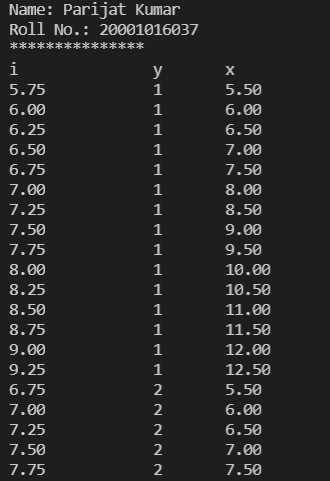 Name: Parijat Kumar
Roll No.: 20001016037
***************
i y x
5.75 1 5.50
6.00 1 6.00
6.25 1 6.50
6.50 1 7.00
6.75 1 7.50
7.00 1 8.00
7.25 1 8.50
7.50 1 9.00
7.75 1 9.50
8.00 1 10.00
8.25 1 10.50
8.50 1 11.00
8.75 1 11.50
9.00 1 12.00
9.25 1 12.50
6.75 2 5.50
7.00 2 6.00
7.25 2 6.50
7.50 2 7.00
7.75 2 7.50